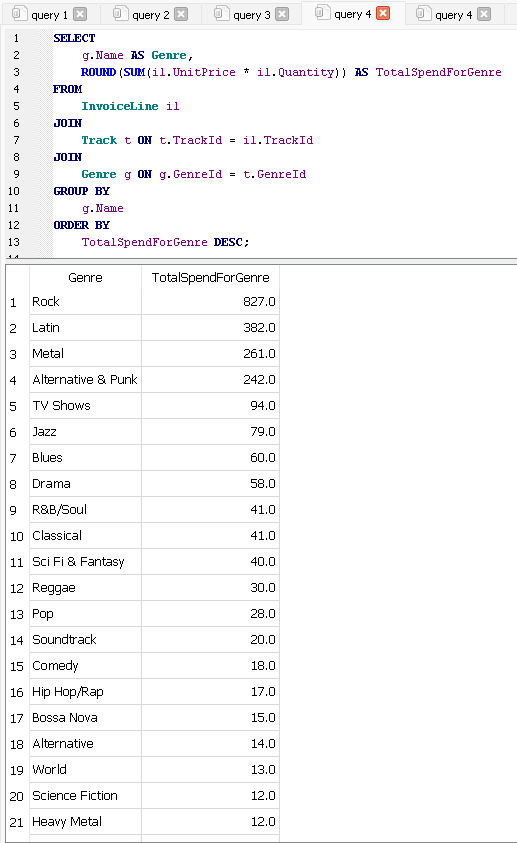 query 1 query 2 query 3 query 4 query 4
1 SELECT
2 g.Name AS Genre,
3 ROUND(SUM(il.UnitPrice * il.Quantity)) AS TotalSpendForGenre
4 FROM
5 InvoiceLine il
6 JOIN
7 Track t ON t.TrackId = il.TrackId
8 JOIN
9 Genre g ON g.GenreId = t.GenreId
10 GROUP BY
11 g.Name
12 ORDER BY
13 TotalSpendForGenre DESC;
Genre TotalSpendForGenre
1 Rock 827.0
2 Latin 382.0
3 Metal 261.0
4 Alternative & Punk 242.0
5 TV Shows 94.0
6 Jazz 79.0
7 Blues 60.0
8 Drama 58.0
9 R&B/Soul 41.0
10 Classical 41.0
11 Sci Fi & Fantasy 40.0
12 Reggae 30.0
13 Pop 28.0
14 Soundtrack 20.0
15 Comedy 18.0
16 Hip Hop/Rap 17.0
17 Bossa Nova 15.0
18 Alternative 14.0
19 World 13.0
20 Science Fiction 12.0
21 Heavy Metal 12.0